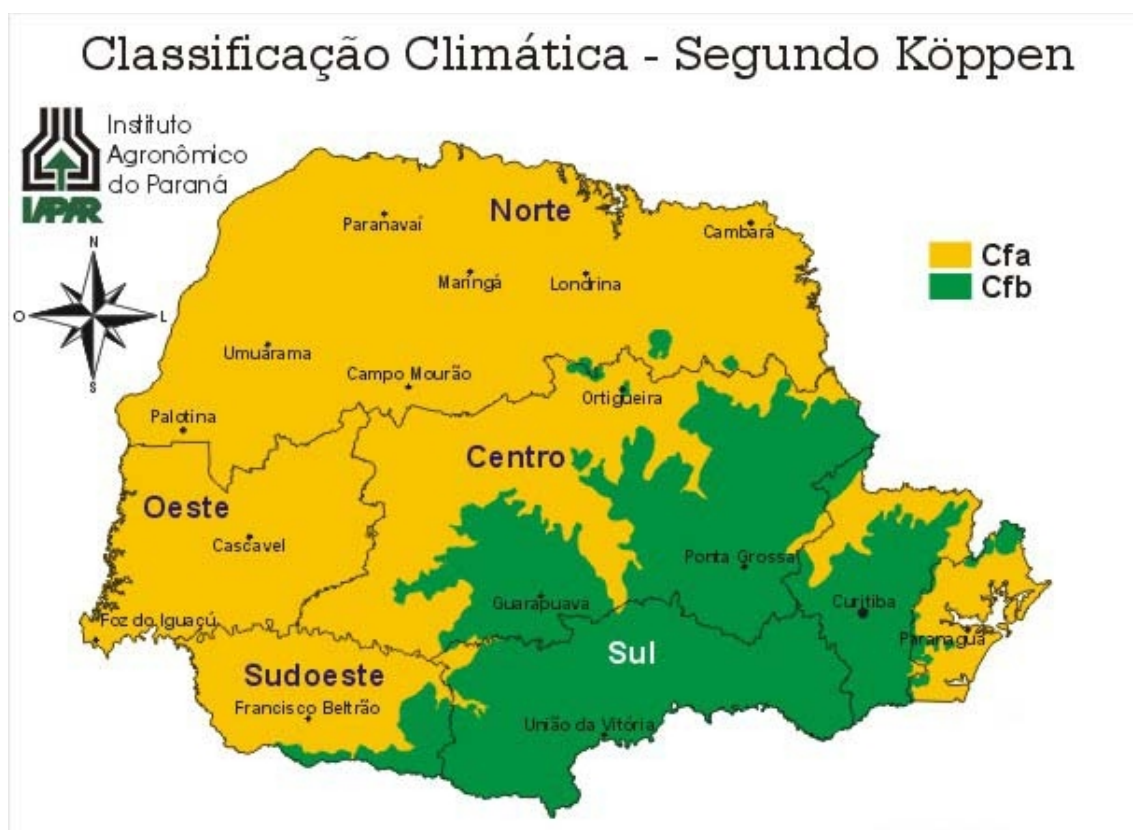 Classificação Climática - Segundo Köppen
Instituto
Agronômico
do Paraná
IAPAR
N
O
L
S
Cfa
Cfb
Norte
Paranavaí
Cambará
Maringá
Londrina
Umuarama
Campo Mourão
Ortigueira
Palotina
Centro
Oeste
Cascavel
Ponta Grossa
Guarapuava
Curitiba
Foz do Iguaçú
Paranaguá
Sul
Sudoeste
Francisco Beltrão
União da Vitória